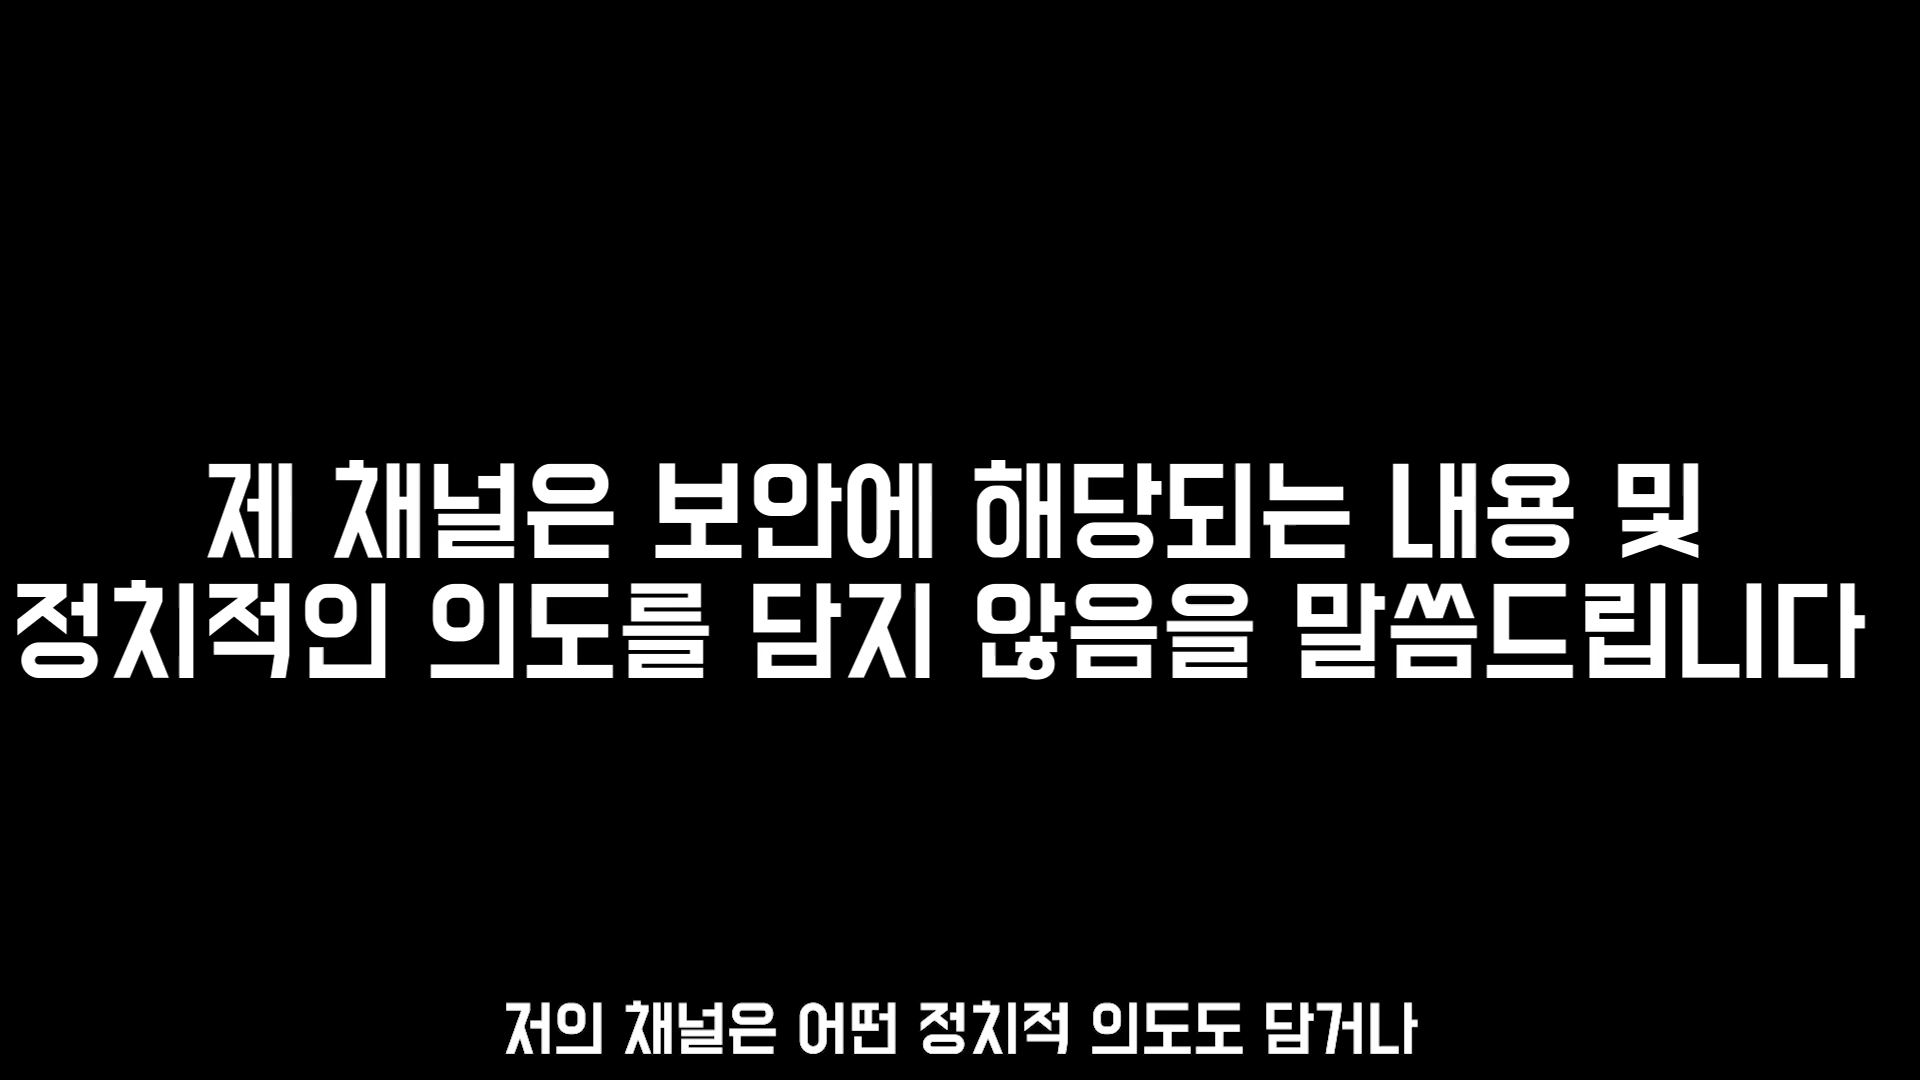 제 채널은 보안에 해당되는 내용 및
정치적인 의도를 담지 않음을 말씀드립니다
저의 채널은 어떤 정치적 의도도 담거나